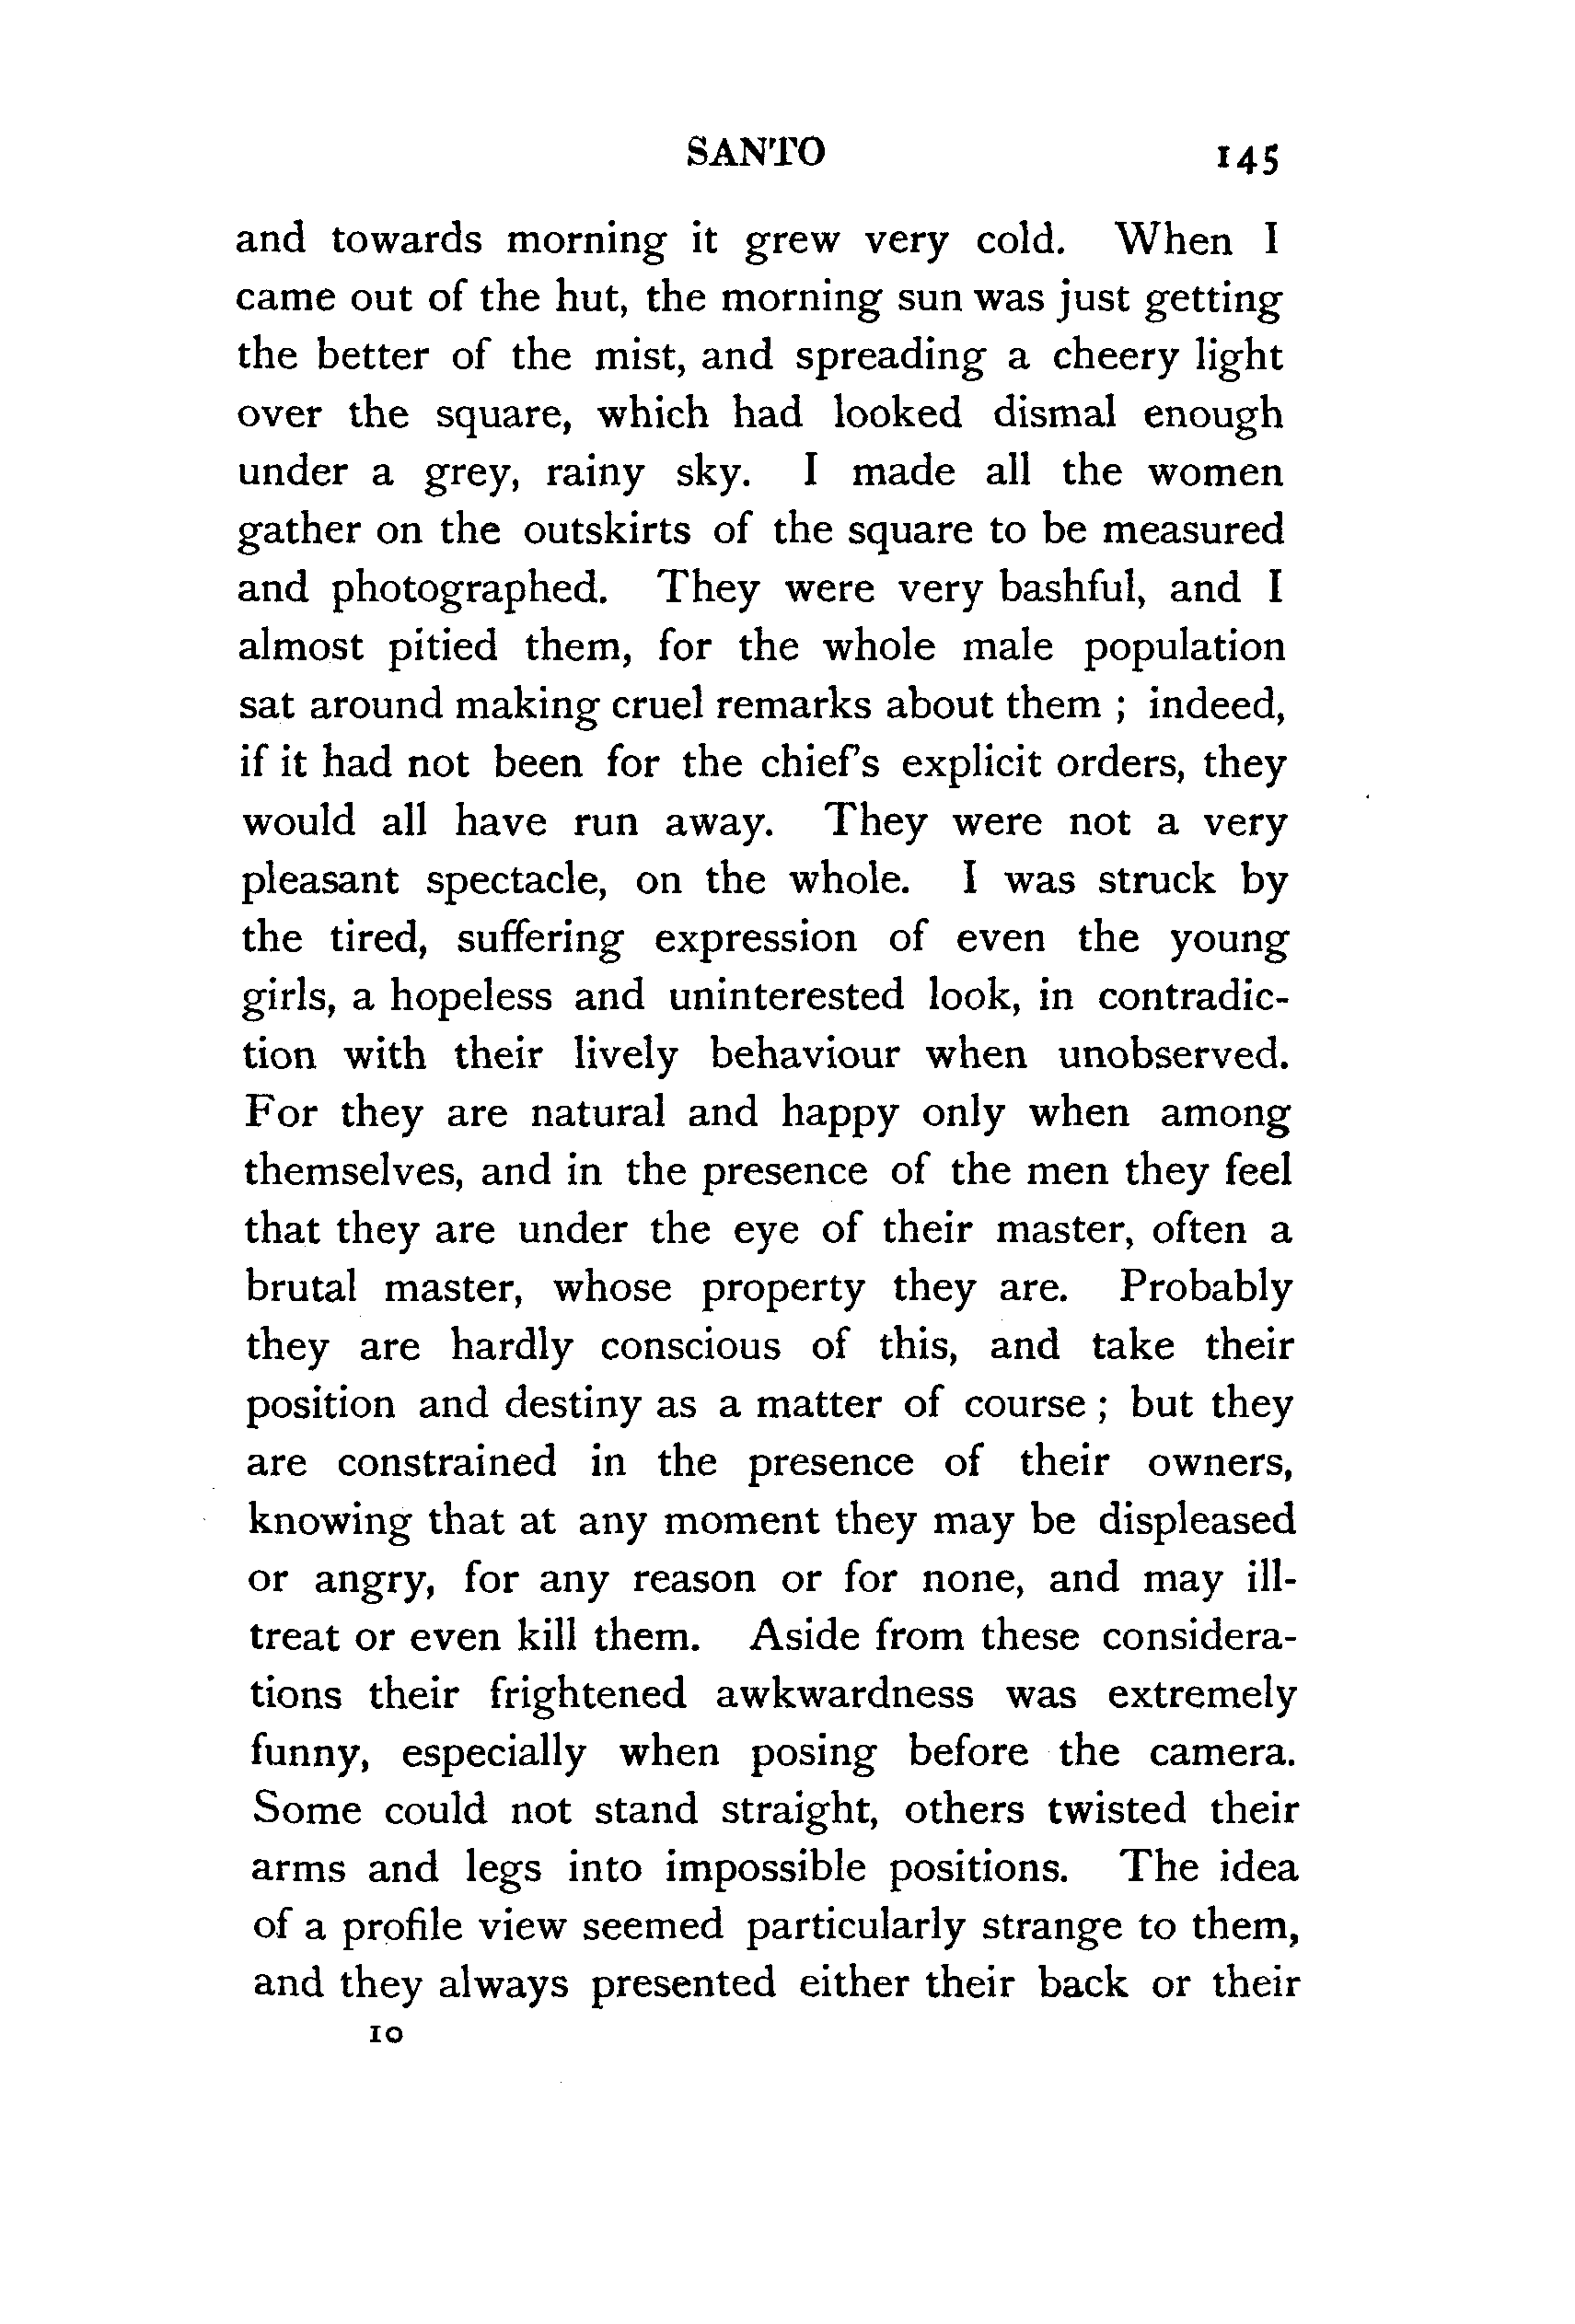 SANTO 145
and towards morning it grew very cold. When I
came out of the hut, the morning sun was just getting
the better of the mist, and spreading a cheery light
over the square, which had looked dismal enough
under a grey, rainy sky. I made all the women
gather on the outskirts of the square to be measured
and photographed. They were very bashful, and I
almost pitied them, for the whole male population
sat around making cruel remarks about them ; indeed,
if it had not been for the chief's explicit orders, they
would all have run away. They were not a very
pleasant spectacle, on the whole. I was struck by
the tired, suffering expression of even the young
girls, a hopeless and uninterested look, in contradic-
tion with their lively behaviour when unobserved.
For they are natural and happy only when among
themselves, and in the presence of the men they feel
that they are under the eye of their master, often a
brutal master, whose property they are. Probably
they are hardly conscious of this, and take their
position and destiny as a matter of course ; but they
are constrained in the presence of their owners,
knowing that at any moment they may be displeased
or angry, for any reason or for none, and may ill-
treat or even kill them. Aside from these considera-
tions their frightened awkwardness was extremely
funny, especially when posing before the camera.
Some could not stand straight, others twisted their
arms and legs into impossible positions. The idea
of a profile view seemed particularly strange to them,
and they always presented either their back or their
10